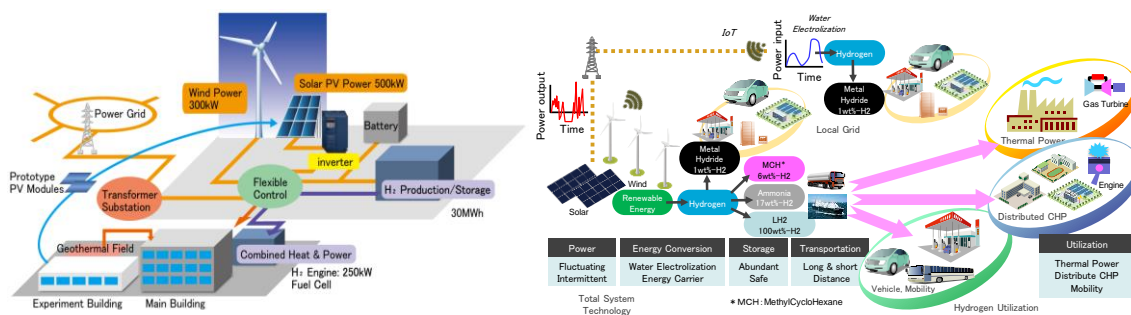 Wind Power
300kW
Solar PV Power 500kW
Power Grid
Battery
inverter
Prototype
PV Modules
Transformer
Substation
Flexible
Control
H₂ Production/Storage
30MWh
Geothermal Field
Combined Heat & Power
H₂ Engine: 250kW
Fuel Cell
Experiment Building
Main Building
IoT
Water
Electrolization
Power input
Time
Hydrogen
Metal
Hydride
1wt%-H2
Local Grid
Power output
Time
Metal
Hydride
1wt%-H2
Wind
Solar
Renewable
Energy
Hydrogen
MCH*
6wt%-H2
Ammonia
17wt%-H2
LH2
100wt%-H2
Gas Turbine
Thermal Power
Engine
Distributed CHP
Vehicle, Mobility
Hydrogen Utilization
Power
Fluctuating
Intermittent
Energy Conversion
Water Electrolization
Energy Carrier
Storage
Abundant
Safe
Transportation
Long & short
Distance
Utilization
Thermal Power
Distribute CHP
Mobility
Total System
Technology
* MCH: MethylCycloHexane